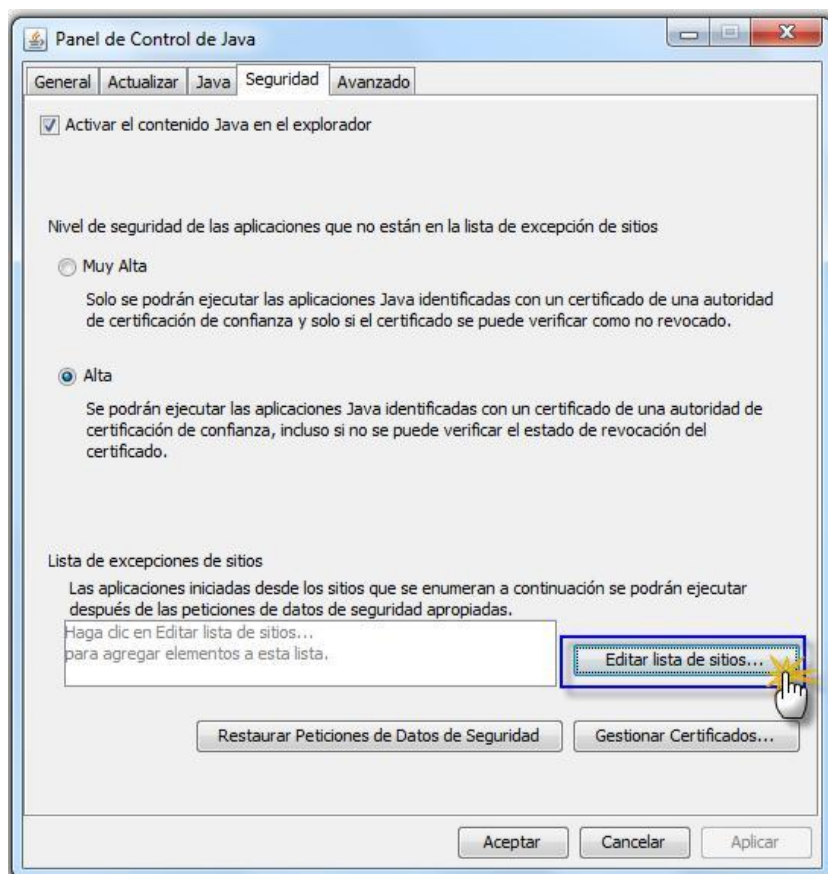 Panel de Control de Java
General Actualizar Java Seguridad Avanzado
Activar el contenido Java en el explorador
Nivel de seguridad de las aplicaciones que no están en la lista de excepción de sitios
Muy Alta
Solo se podrán ejecutar las aplicaciones Java identificadas con un certificado de una autoridad
de certificación de confianza y solo si el certificado se puede verificar como no revocado.
Alta
Se podrán ejecutar las aplicaciones Java identificadas con un certificado de una autoridad de
certificación de confianza, incluso si no se puede verificar el estado de revocación del
certificado.
Lista de excepciones de sitios
Las aplicaciones iniciadas desde los sitios que se enumeran a continuación se podrán ejecutar
después de las peticiones de datos de seguridad apropiadas.
Haga clic en Editar lista de sitios...
para agregar elementos a esta lista.
Editar lista de sitios...
Restaurar Peticiones de Datos de Seguridad Gestionar Certificados...
Aceptar Cancelar Aplicar